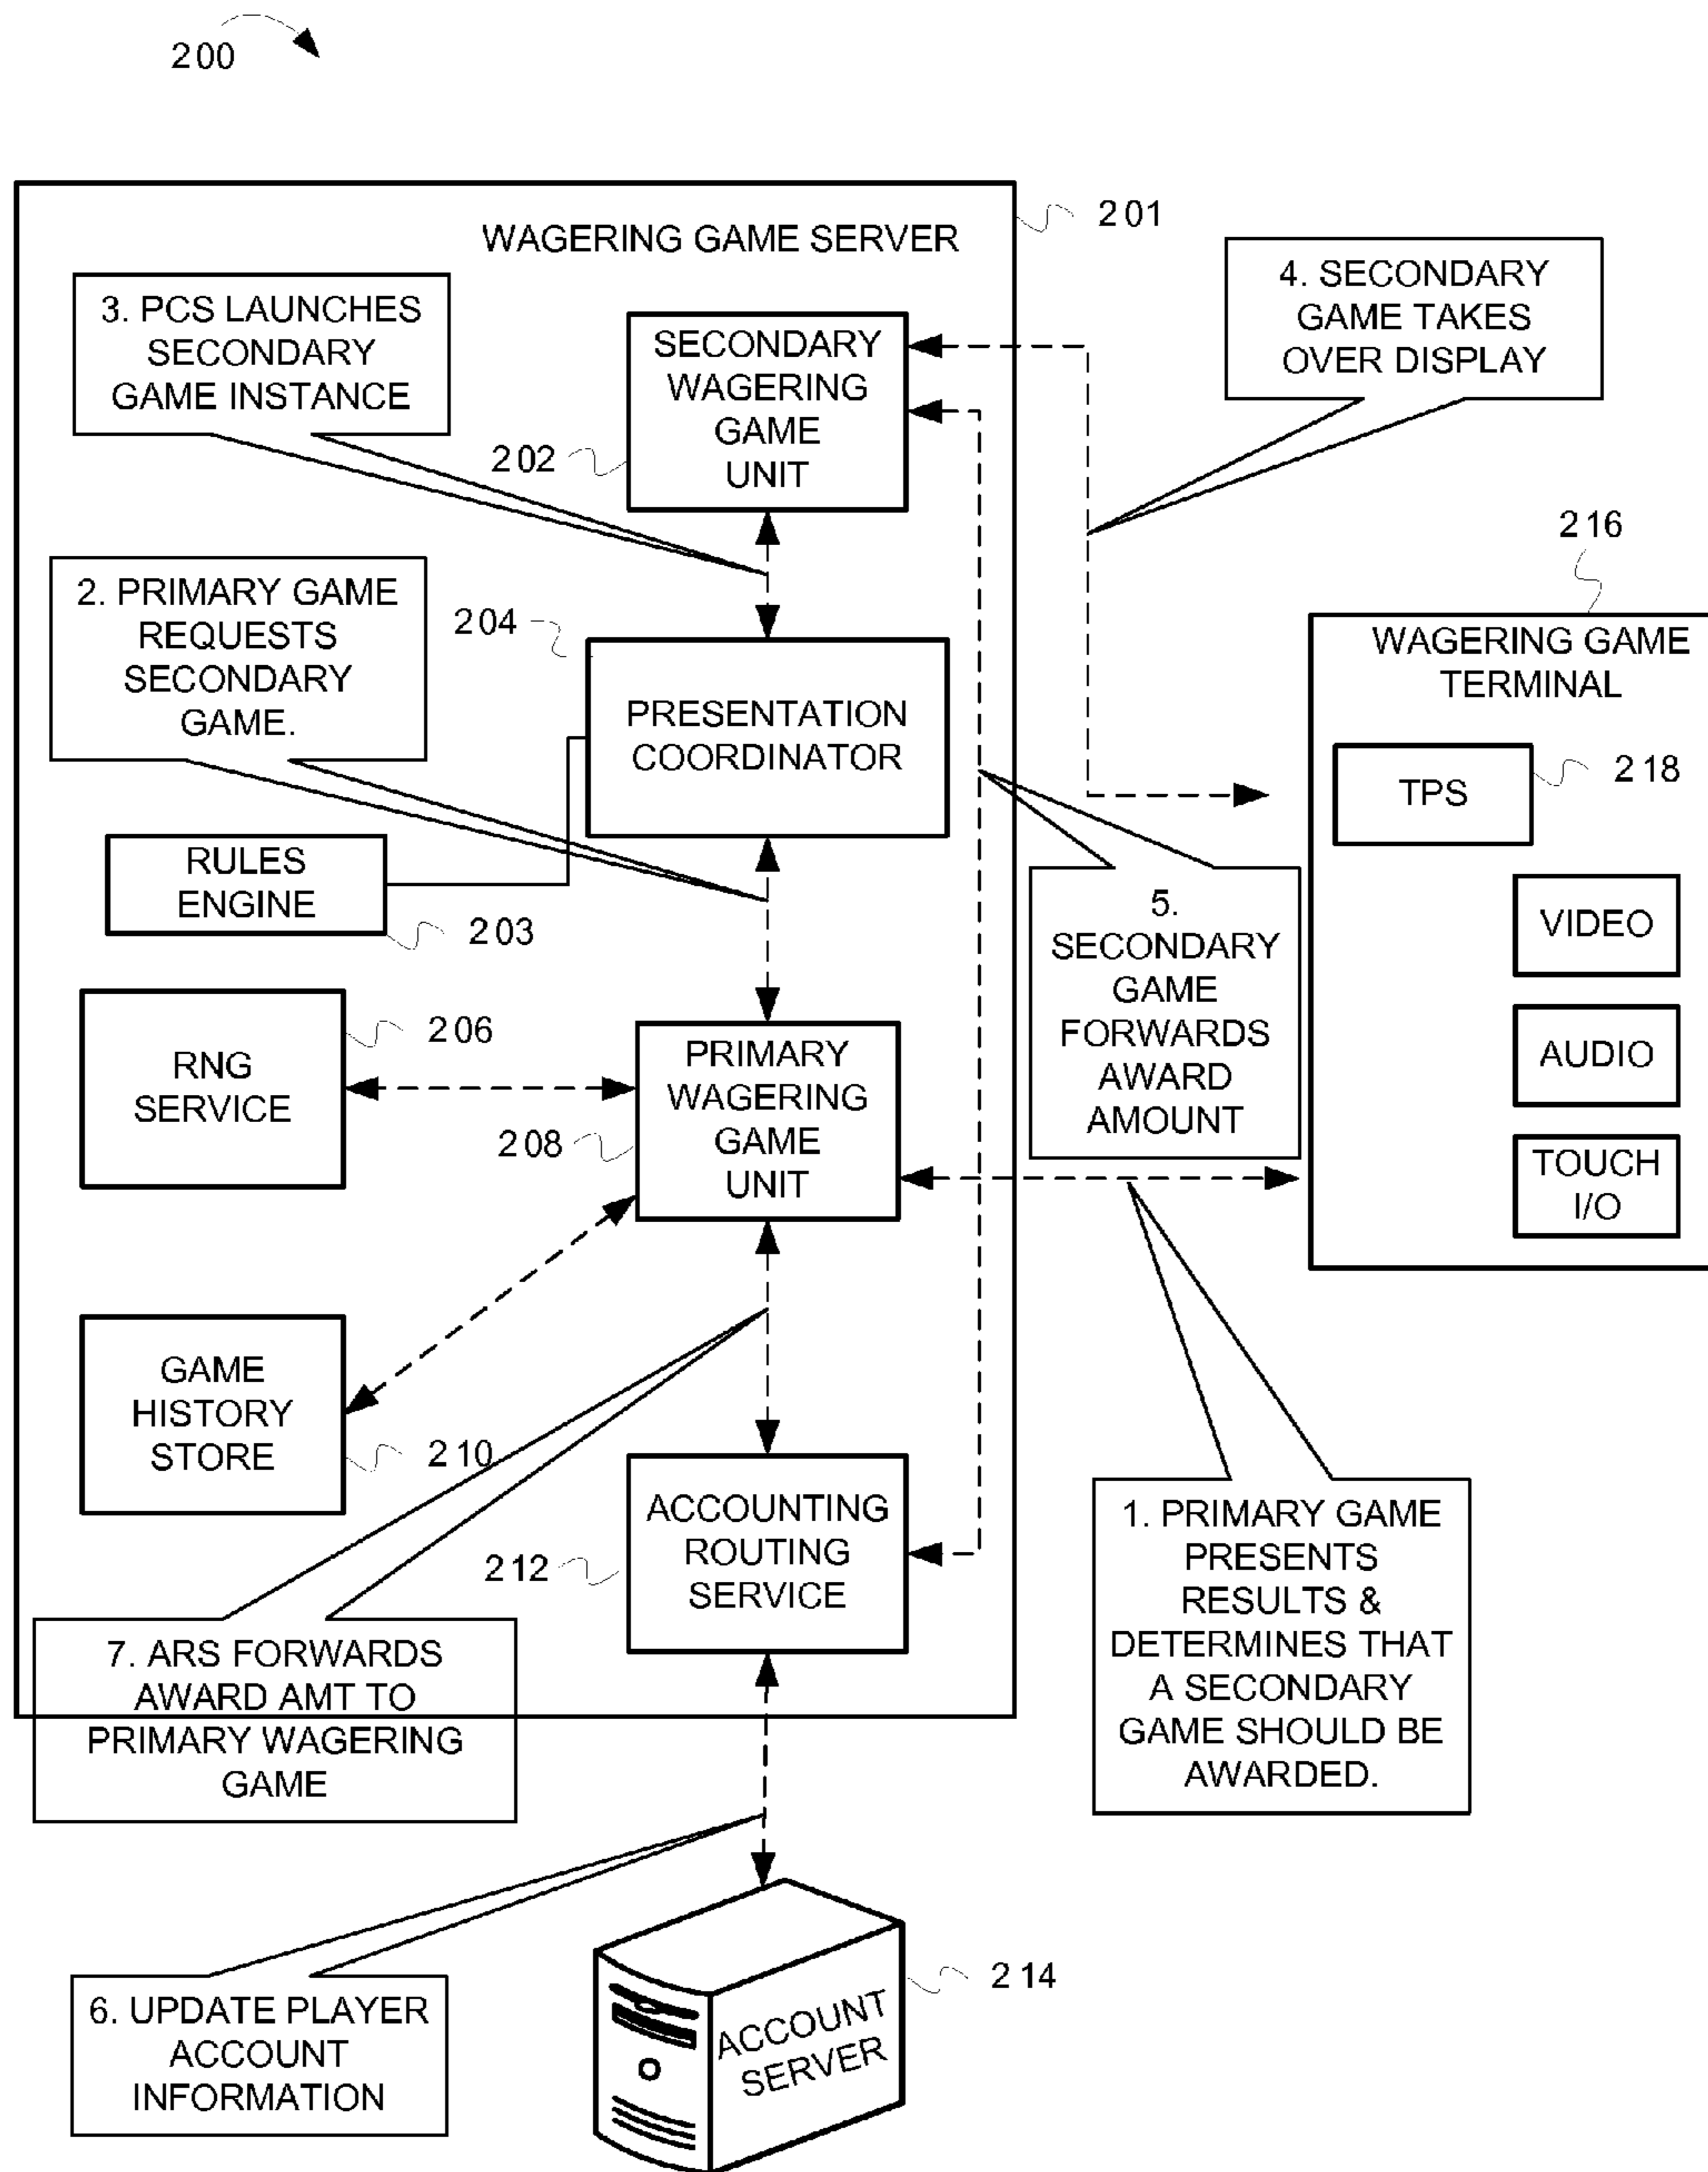 200
WAGERING GAME SERVER
201
3. PCS LAUNCHES
SECONDARY
GAME INSTANCE
SECONDARY
WAGERING
GAME
UNIT
202
4. SECONDARY
GAME TAKES
OVER DISPLAY
2. PRIMARY GAME
REQUESTS
SECONDARY
GAME.
204
PRESENTATION
COORDINATOR
216
WAGERING GAME
TERMINAL
TPS
218
VIDEO
AUDIO
TOUCH
I/O
RULES
ENGINE
203
5.
SECONDARY
GAME
FORWARDS
AWARD
AMOUNT
RNG
SERVICE
206
PRIMARY
WAGERING
GAME
UNIT
208
GAME
HISTORY
STORE
210
ACCOUNTING
ROUTING
SERVICE
212
1. PRIMARY GAME
PRESENTS
RESULTS &
DETERMINES THAT
A SECONDARY
GAME SHOULD BE
AWARDED.
7. ARS FORWARDS
AWARD AMT TO
PRIMARY WAGERING
GAME
6. UPDATE PLAYER
ACCOUNT
INFORMATION
ACCOUNT
SERVER
214